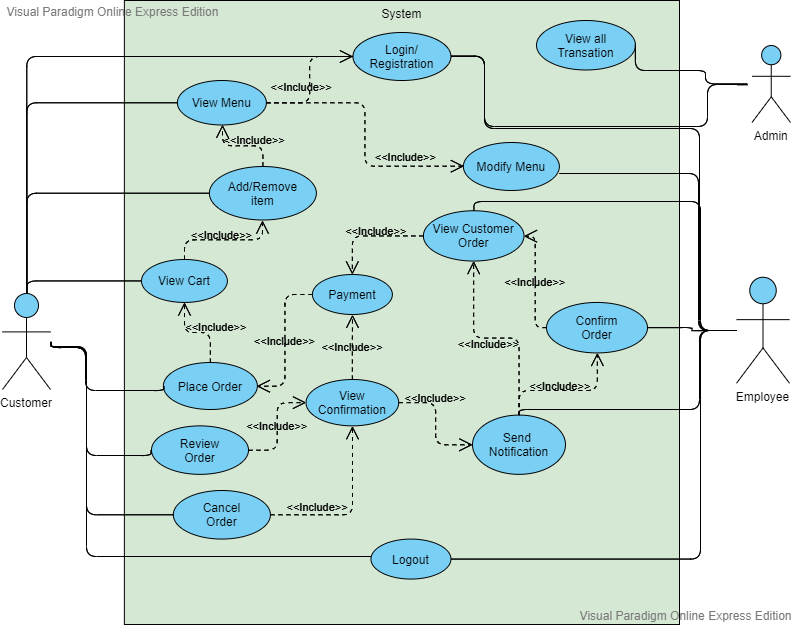 Visual Paradigm Online Express Edition
System
Login/
Registration
View all
Transation
<<Include>>
View Menu
Admin
<<Include>>
<<Include>>
Modify Menu
Add/Remove
item
<<Include>>
<<Include>>
View Customer
Order
View Cart
<<Include>>
Payment
Confirm
Order
<<Include>>
<<Include>>
<<Include>>
<<Include>>
Place Order
<<Include>>
Customer
Employee
View
Confirmation
<<Include>>
<<Include>>
Review
Order
Send
Notification
Cancel
Order
<<Include>>
Logout
Visual Paradigm Online Express Edition